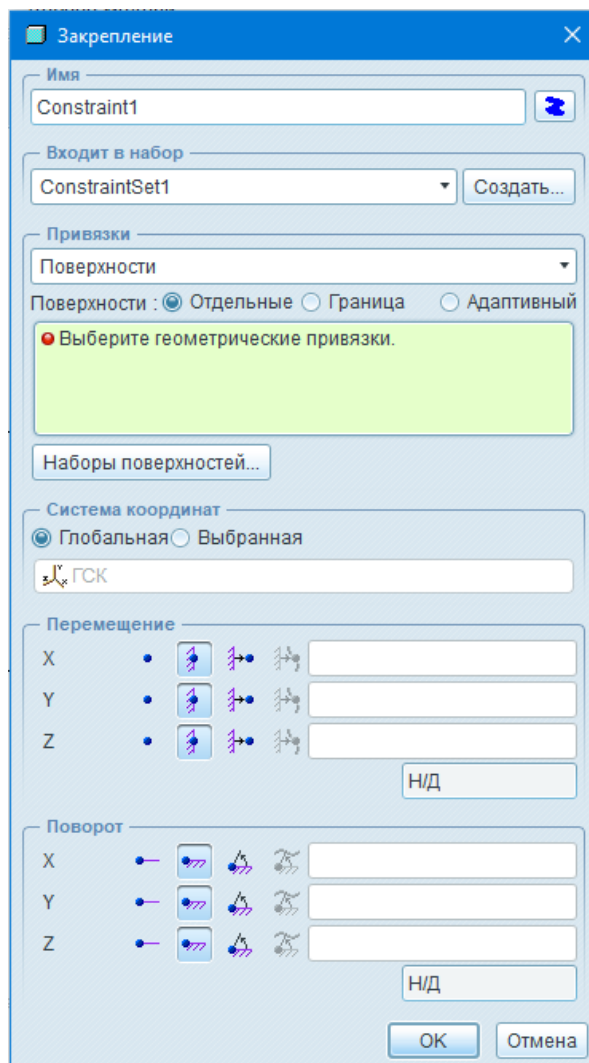 Закрепление
Имя
Constraint1
Входит в набор
ConstraintSet1
Создать...
Привязки
Поверхности
Поверхности : Отдельные Граница Адаптивный
Выберите геометрические привязки.
Наборы поверхностей...
Система координат
Глобальная Выбранная
ГСК
Перемещение
X
Y
Z
Н/Д
Поворот
X
Y
Z
Н/Д
OK Отмена